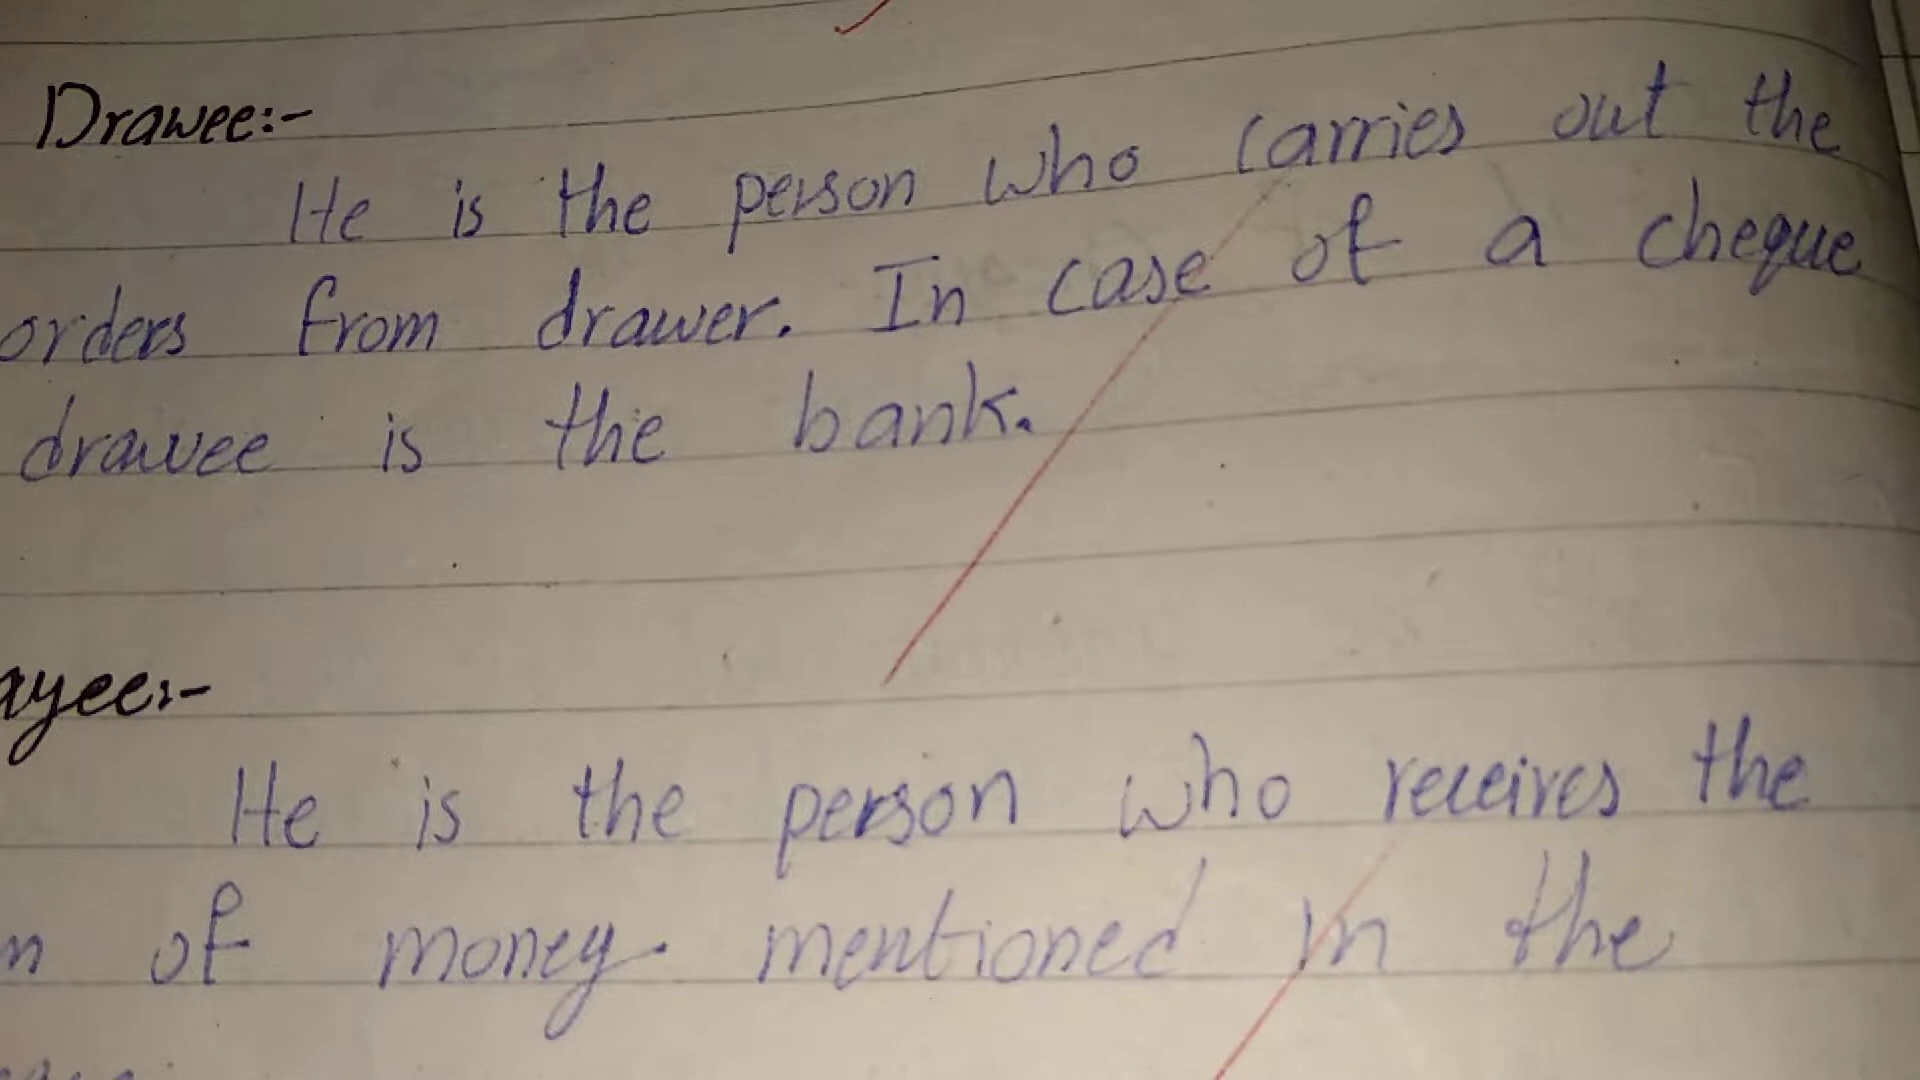 Drawee:-
He is the person who carries out the
orders from drawer. In case of a cheque
drawee is the bank.
ayee:-
He is the person who receives the
of money mentioned in the